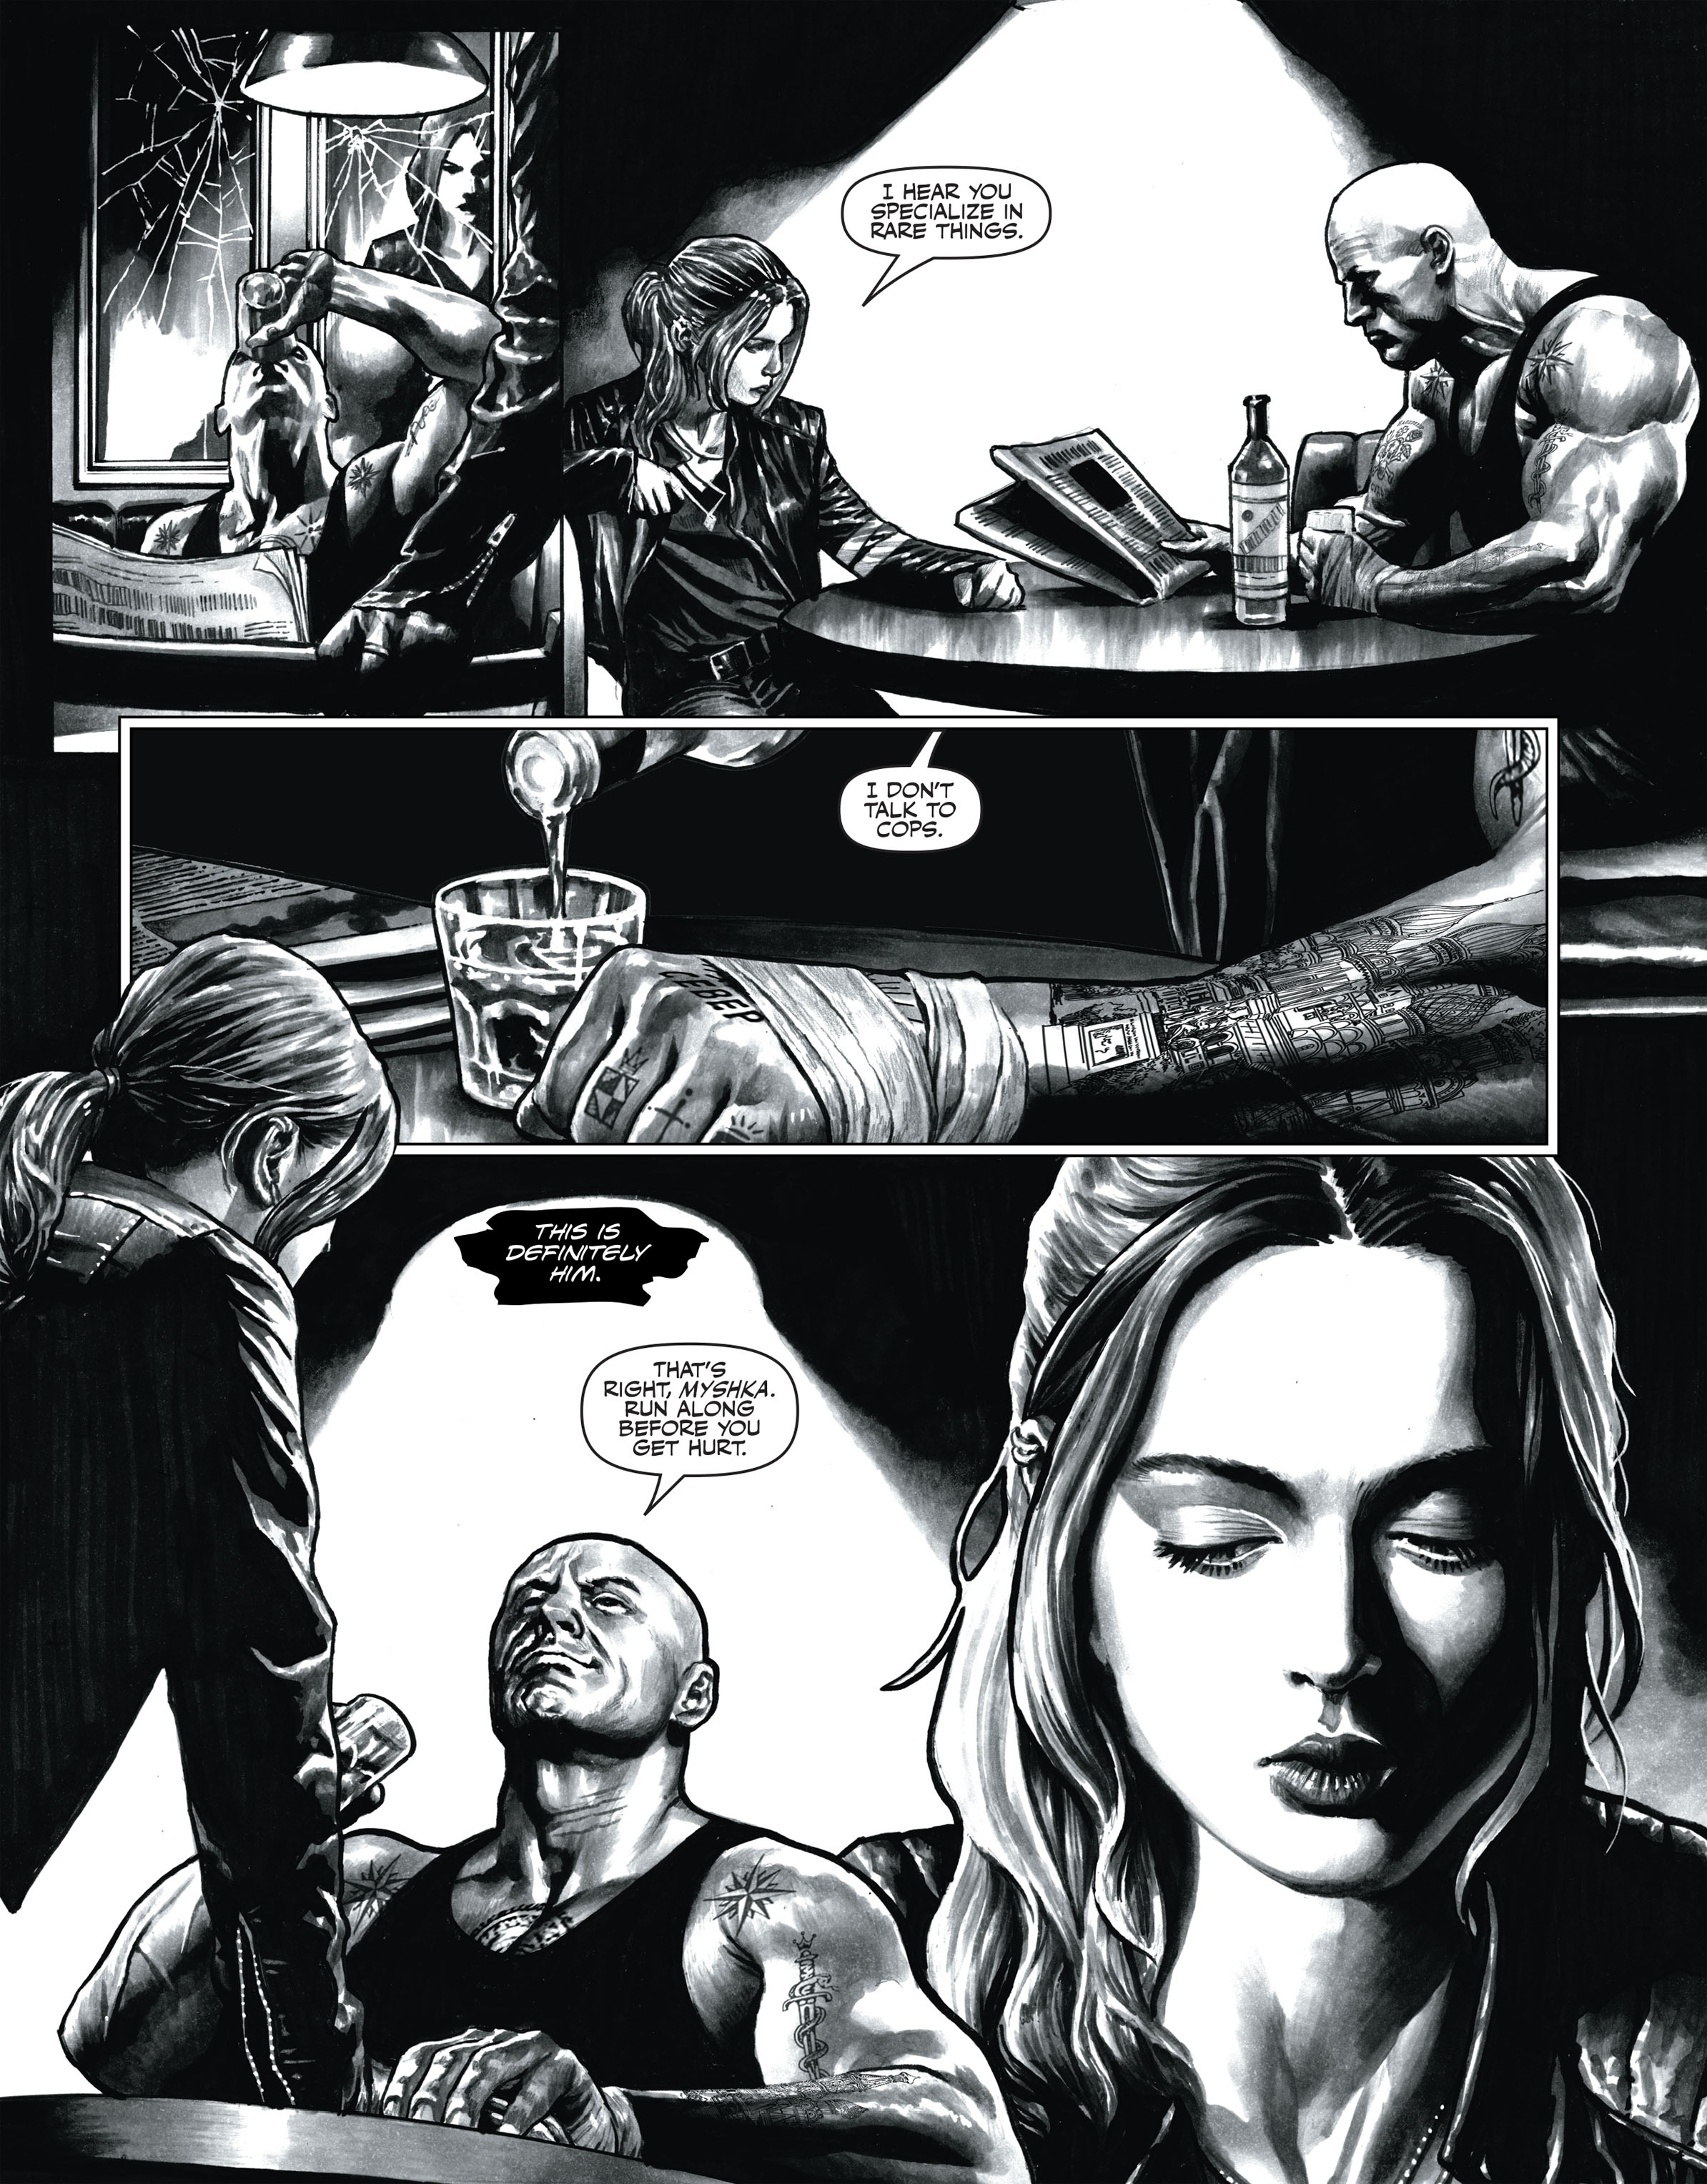 I HEAR YOU
SPECIALIZE IN
RARE THINGS.
I DON'T
TALK TO
COPS.
СЕВЕР
THIS IS
DEFINITELY
HIM.
THAT'S
RIGHT, MYSHKA.
RUN ALONG
BEFORE YOU
GET HURT.